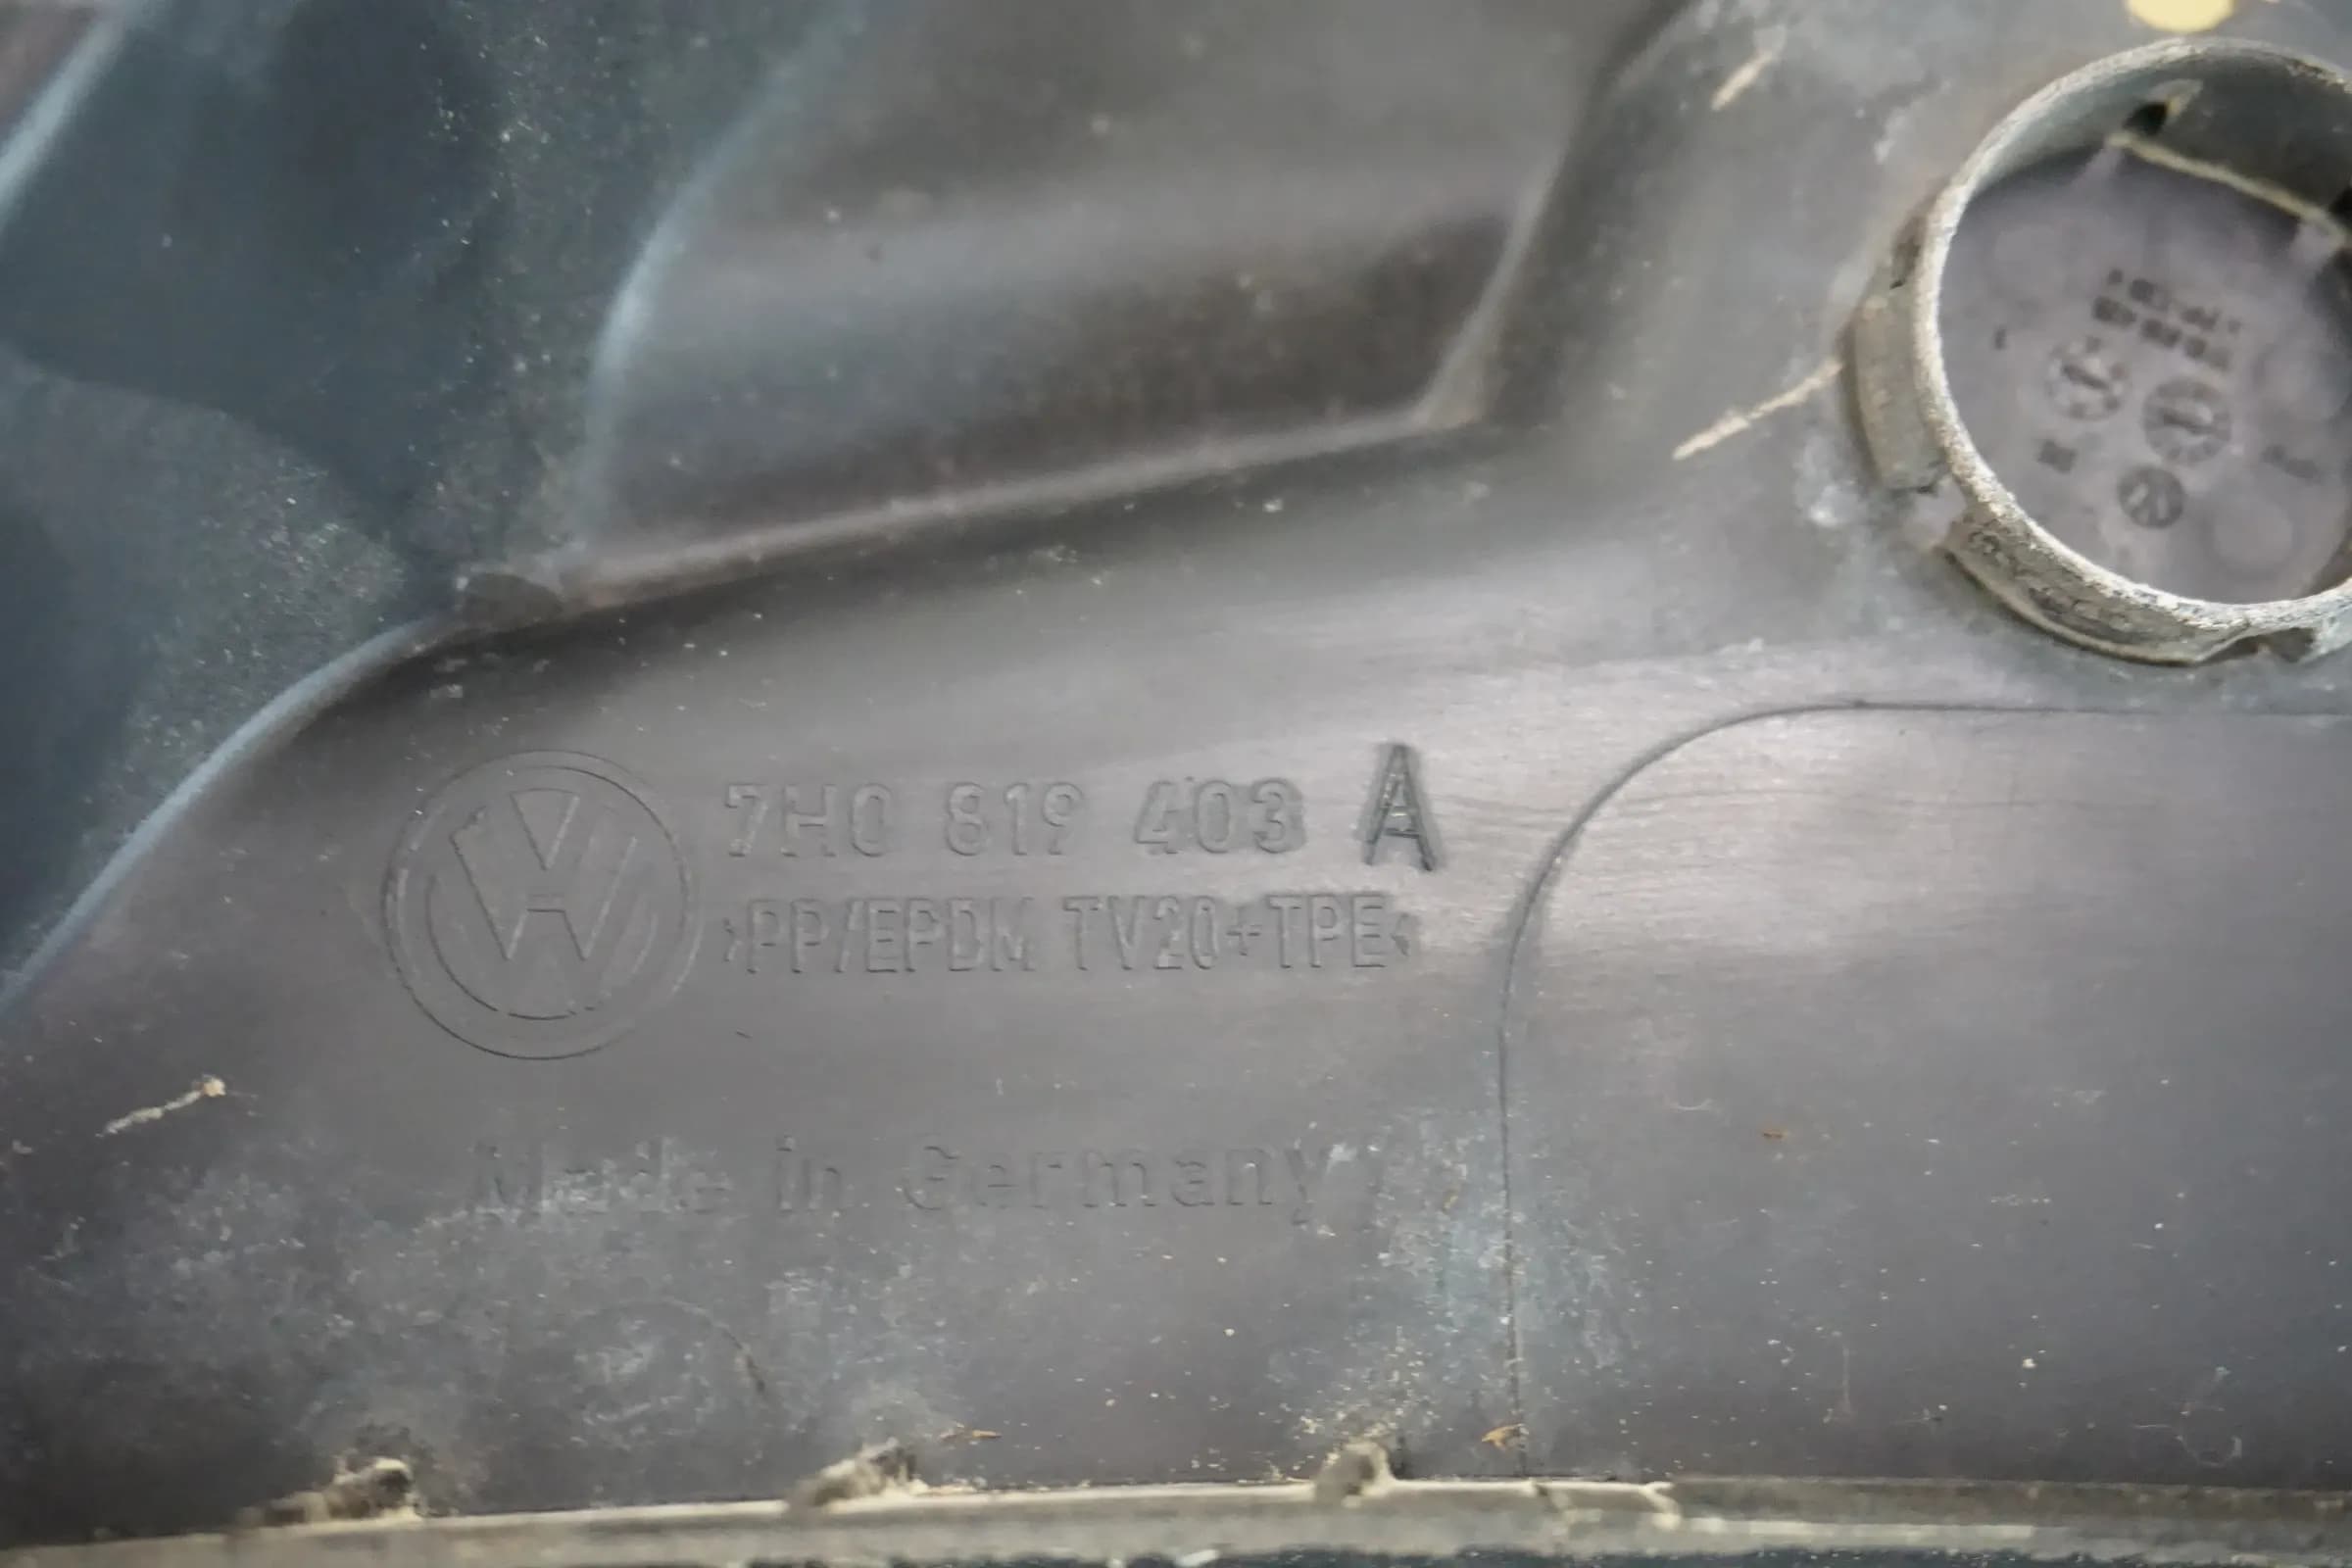 7H0 819 403 A
>PP/EPDM TV20+TPE<
Made in Germany